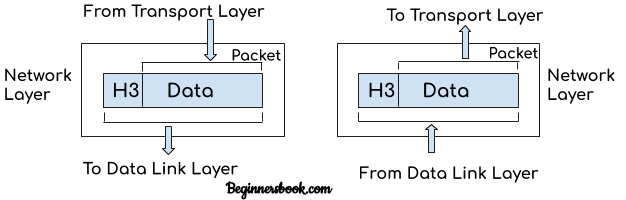 From Transport Layer
Packet
Network
Layer
H3
Data
To Data Link Layer
To Transport Layer
Packet
H3
Data
Network
Layer
From Data Link Layer
Beginnersbook.com